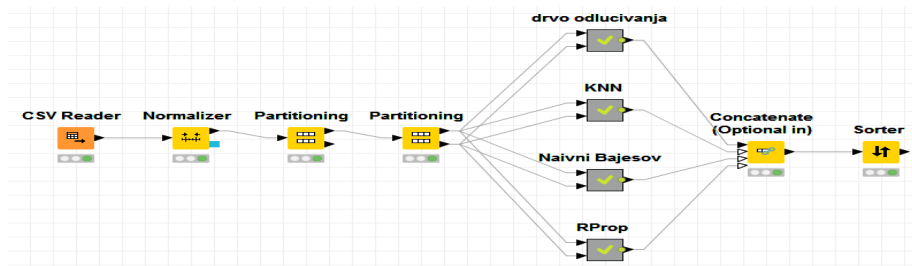 drvo odlucivanja
CSV Reader
Normalizer
Partitioning
Partitioning
KNN
Naivni Bajesov
RProp
Concatenate
(Optional in)
Sorter